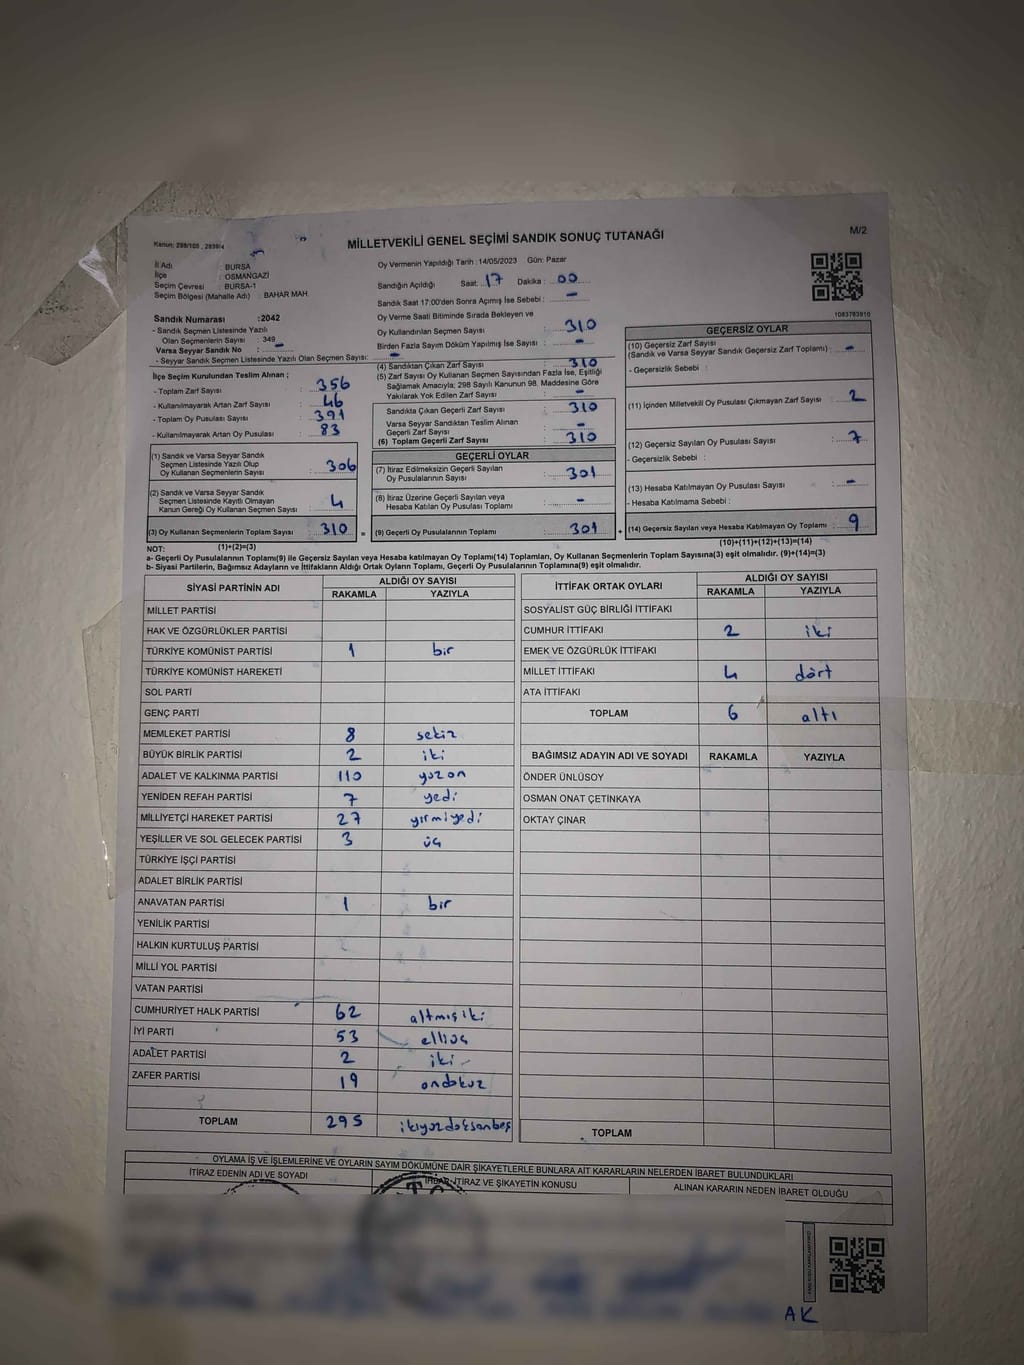 Kanun: 298/105 , 2839/4
MİLLETVEKİLİ GENEL SEÇİMİ SANDIK SONUÇ TUTANAĞI
M/2
İl Adı : BURSA
İlçe : OSMANGAZİ
Seçim Çevresi : BURSA-1
Seçim Bölgesi (Mahalle Adı) : BAHAR MAH
Sandık Numarası :2042
- Sandık Seçmen Listesinde Yazılı
Olan Seçmenlerin Sayısı : 349
Varsa Seyyar Sandık No : -
- Seyyar Sandık Seçmen Listesinde Yazılı Olan Seçmen Sayısı: -
Oy Vermenin Yapıldığı Tarih :14/05/2023 Gün: Pazar
Sandığın Açıldığı Saat: 17 Dakika : 00
Sandık Saat 17:00'den Sonra Açılmış İse Sebebi : -
Oy Verme Saati Bitiminde Sırada Bekleyen ve
Oy Kullandırılan Seçmen Sayısı : 310
Birden Fazla Sayım Döküm Yapılmış İse Sayısı : -
1083763910
İlçe Seçim Kurulundan Teslim Alınan ;
- Toplam Zarf Sayısı : 356
- Kullanılmayarak Artan Zarf Sayısı : 46
- Toplam Oy Pusulası Sayısı : 391
- Kullanılmayarak Artan Oy Pusulası : 83
(1) Sandık ve Varsa Seyyar Sandık
Seçmen Listesinde Yazılı Olup
Oy Kullanan Seçmenlerin Sayısı : 306
(2) Sandık ve Varsa Seyyar Sandık
Seçmen Listesinde Kayıtlı Olmayan
Kanun Gereği Oy Kullanan Seçmen Sayısı : 4
(3) Oy Kullanan Seçmenlerin Toplam Sayısı : 310 =
(4) Sandıktan Çıkan Zarf Sayısı : 310
(5) Zarf Sayısı Oy Kullanan Seçmen Sayısından Fazla İse, Eşitliği
Sağlamak Amacıyla; 298 Sayılı Kanunun 98. Maddesine Göre
Yakılarak Yok Edilen Zarf Sayısı : -
Sandıkta Çıkan Geçerli Zarf Sayısı : 310
Varsa Seyyar Sandıktan Teslim Alınan
Geçerli Zarf Sayısı : -
(6) Toplam Geçerli Zarf Sayısı : 310
GEÇERLİ OYLAR
(7) İtiraz Edilmeksizin Geçerli Sayılan
Oy Pusulalarının Sayısı : 301
(8) İtiraz Üzerine Geçerli Sayılan veya
Hesaba Katılan Oy Pusulası Toplamı : -
(9) Geçerli Oy Pusulalarının Toplamı : 301 +
GEÇERSİZ OYLAR
(10) Geçersiz Zarf Sayısı
(Sandık ve Varsa Seyyar Sandık Geçersiz Zarf Toplamı) : -
- Geçersizlik Sebebi :
(11) İçinden Milletvekili Oy Pusulası Çıkmayan Zarf Sayısı : 2
(12) Geçersiz Sayılan Oy Pusulası Sayısı : 7
- Geçersizlik Sebebi :
(13) Hesaba Katılmayan Oy Pusulası Sayısı : -
- Hesaba Katılmama Sebebi :
(14) Geçersiz Sayılan veya Hesaba Katılmayan Oy Toplamı : 9
NOT: (1)+(2)=(3)
(10)+(11)+(12)+(13)=(14)
a- Geçerli Oy Pusulalarının Toplamı(9) ile Geçersiz Sayılan veya Hesaba katılmayan Oy Toplamı(14) Toplamları, Oy Kullanan Seçmenlerin Toplam Sayısına(3) eşit olmalıdır. (9)+(14)=(3)
b- Siyasi Partilerin, Bağımsız Adayların ve İttifakların Aldığı Ortak Oyların Toplamı, Geçerli Oy Pusulalarının Toplamına(9) eşit olmalıdır.
SİYASİ PARTİNİN ADI ALDIĞI OY SAYISI
RAKAMLA YAZIYLA
MİLLET PARTİSİ
HAK VE ÖZGÜRLÜKLER PARTİSİ
TÜRKİYE KOMÜNİST PARTİSİ 1 bir
TÜRKİYE KOMÜNİST HAREKETİ
SOL PARTİ
GENÇ PARTİ
MEMLEKET PARTİSİ 8 sekiz
BÜYÜK BİRLİK PARTİSİ 2 iki
ADALET VE KALKINMA PARTİSİ 110 yüzon
YENİDEN REFAH PARTİSİ 7 yedi
MİLLİYETÇİ HAREKET PARTİSİ 27 yirmiyedi
YEŞİLLER VE SOL GELECEK PARTİSİ 3 üç
TÜRKİYE İŞÇİ PARTİSİ
ADALET BİRLİK PARTİSİ
ANAVATAN PARTİSİ 1 bir
YENİLİK PARTİSİ
HALKIN KURTULUŞ PARTİSİ
MİLLİ YOL PARTİSİ
VATAN PARTİSİ
CUMHURİYET HALK PARTİSİ 62 altmışiki
İYİ PARTİ 53 elliüç
ADALET PARTİSİ 2 iki
ZAFER PARTİSİ 19 ondokuz
TOPLAM 295 ikiyüzdoksanbeş
İTTİFAK ORTAK OYLARI ALDIĞI OY SAYISI
RAKAMLA YAZIYLA
SOSYALİST GÜÇ BİRLİĞİ İTTİFAKI
CUMHUR İTTİFAKI 2 iki
EMEK VE ÖZGÜRLÜK İTTİFAKI
MİLLET İTTİFAKI 4 dört
ATA İTTİFAKI
TOPLAM 6 altı
BAĞIMSIZ ADAYIN ADI VE SOYADI RAKAMLA YAZIYLA
ÖNDER ÜNLÜSOY
OSMAN ONAT ÇETİNKAYA
OKTAY ÇINAR
TOPLAM
OYLAMA İŞ VE İŞLEMLERİNE VE OYLARIN SAYIM DÖKÜMÜNE DAİR ŞİKAYETLERLE BUNLARA AİT KARARLARIN NELERDEN İBARET BULUNDUKLARI
İTİRAZ EDENİN ADI VE SOYADI İHBAR, İTİRAZ VE ŞİKAYETİN KONUSU ALINAN KARARIN NEDEN İBARET OLDUĞU
AK